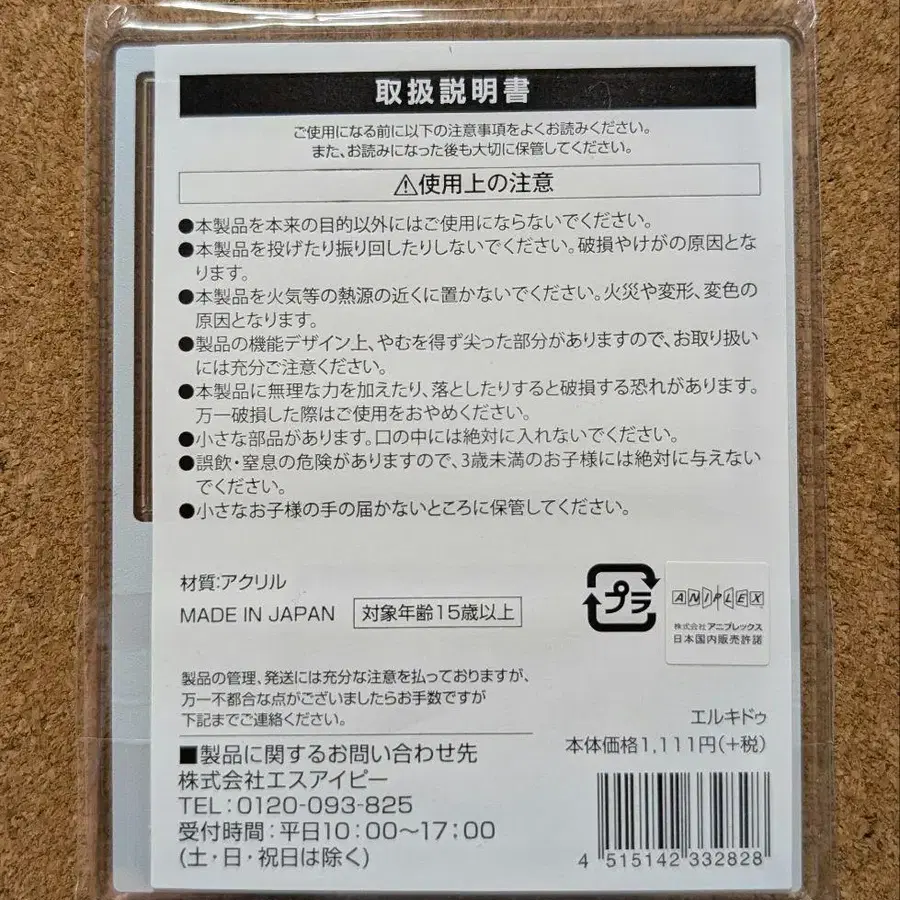 取扱説明書
ご使用になる前に以下の注意事項をよくお読みください。
また、お読みになった後も大切に保管してください。
⚠使用上の注意
●本製品を本来の目的以外にはご使用にならないでください。
●本製品を投げたり振り回したりしないでください。破損やけがの原因とな
ります。
●本製品を火気等の熱源の近くに置かないでください。火災や変形、変色の
原因となります。
●製品の機能デザイン上、やむを得ず尖った部分がありますので、お取り扱い
には充分ご注意ください。
●本製品に無理な力を加えたり、落としたりすると破損する恐れがあります。
万一破損した際はご使用をおやめください。
●小さな部品があります。口の中には絶対に入れないでください。
●誤飲・窒息の危険がありますので、3歳未満のお子様には絶対に与えない
でください。
●小さなお子様の手の届かないところに保管してください。
材質:アクリル
MADE IN JAPAN 対象年齢15歳以上
プラ
ANIPLEX
株式会社アニプレックス
日本国内販売許諾
製品の管理、発送には充分な注意を払っておりますが、
万一不都合な点がございましたらお手数ですが
下記までご連絡ください。
■製品に関するお問い合わせ先
株式会社エスアイピー
TEL:0120-093-825
受付時間:平日10:00〜17:00
(土・日・祝日は除く)
エルキドゥ
本体価格1,111円(+税)
4 515142 332828